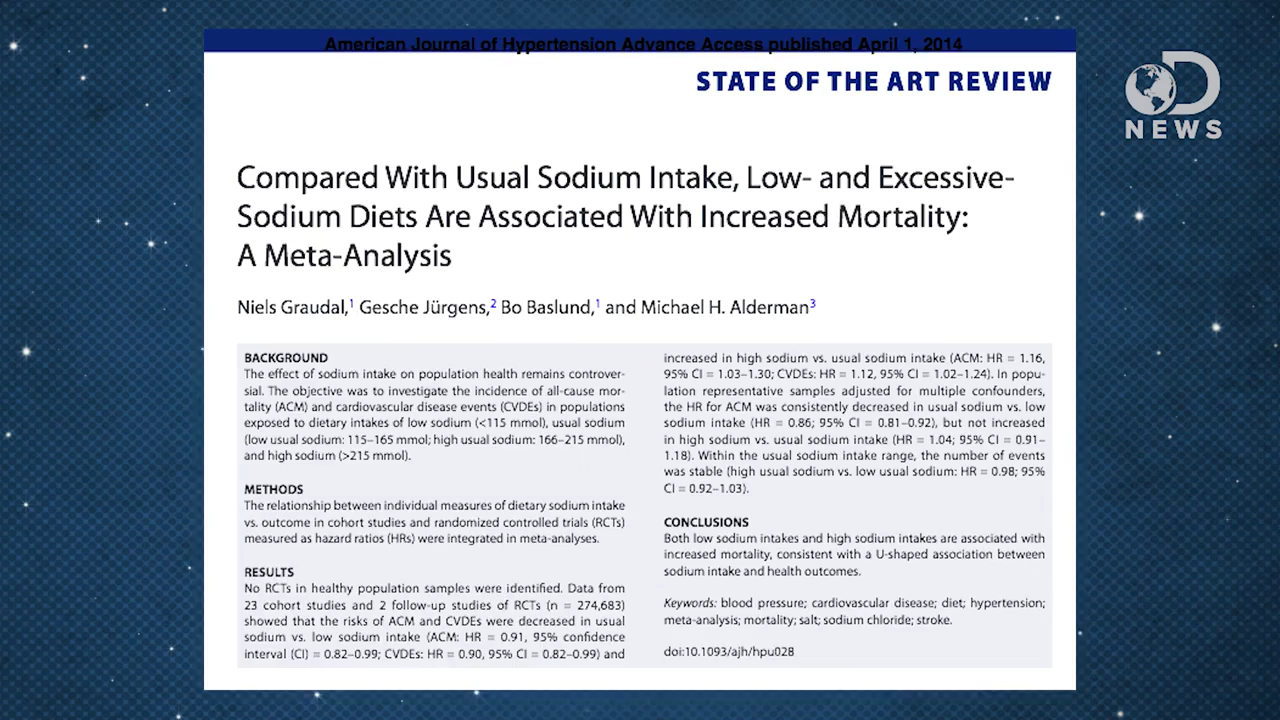 American Journal of Hypertension Advance Access published April 1, 2014
STATE OF THE ART REVIEW
D
NEWS
Compared With Usual Sodium Intake, Low- and Excessive-
Sodium Diets Are Associated With Increased Mortality:
A Meta-Analysis
Niels Graudal,1 Gesche Jürgens,2 Bo Baslund,1 and Michael H. Alderman3
BACKGROUND
The effect of sodium intake on population health remains controver-
sial. The objective was to investigate the incidence of all-cause mor-
tality (ACM) and cardiovascular disease events (CVDEs) in populations
exposed to dietary intakes of low sodium (<115 mmol), usual sodium
(low usual sodium: 115–165 mmol; high usual sodium: 166–215 mmol),
and high sodium (>215 mmol).
METHODS
The relationship between individual measures of dietary sodium intake
vs. outcome in cohort studies and randomized controlled trials (RCTs)
measured as hazard ratios (HRs) were integrated in meta-analyses.
RESULTS
No RCTs in healthy population samples were identified. Data from
23 cohort studies and 2 follow-up studies of RCTs (n = 274,683)
showed that the risks of ACM and CVDEs were decreased in usual
sodium vs. low sodium intake (ACM: HR = 0.91, 95% confidence
interval (CI) = 0.82–0.99; CVDEs: HR = 0.90, 95% CI = 0.82–0.99) and
increased in high sodium vs. usual sodium intake (ACM: HR = 1.16,
95% CI = 1.03–1.30; CVDEs: HR = 1.12, 95% CI = 1.02–1.24). In popu-
lation representative samples adjusted for multiple confounders,
the HR for ACM was consistently decreased in usual sodium vs. low
sodium intake (HR = 0.86; 95% CI = 0.81–0.92), but not increased
in high sodium vs. usual sodium intake (HR = 1.04; 95% CI = 0.91–
1.18). Within the usual sodium intake range, the number of events
was stable (high usual sodium vs. low usual sodium: HR = 0.98; 95%
CI = 0.92–1.03).
CONCLUSIONS
Both low sodium intakes and high sodium intakes are associated with
increased mortality, consistent with a U-shaped association between
sodium intake and health outcomes.
Keywords: blood pressure; cardiovascular disease; diet; hypertension;
meta-analysis; mortality; salt; sodium chloride; stroke.
doi:10.1093/ajh/hpu028